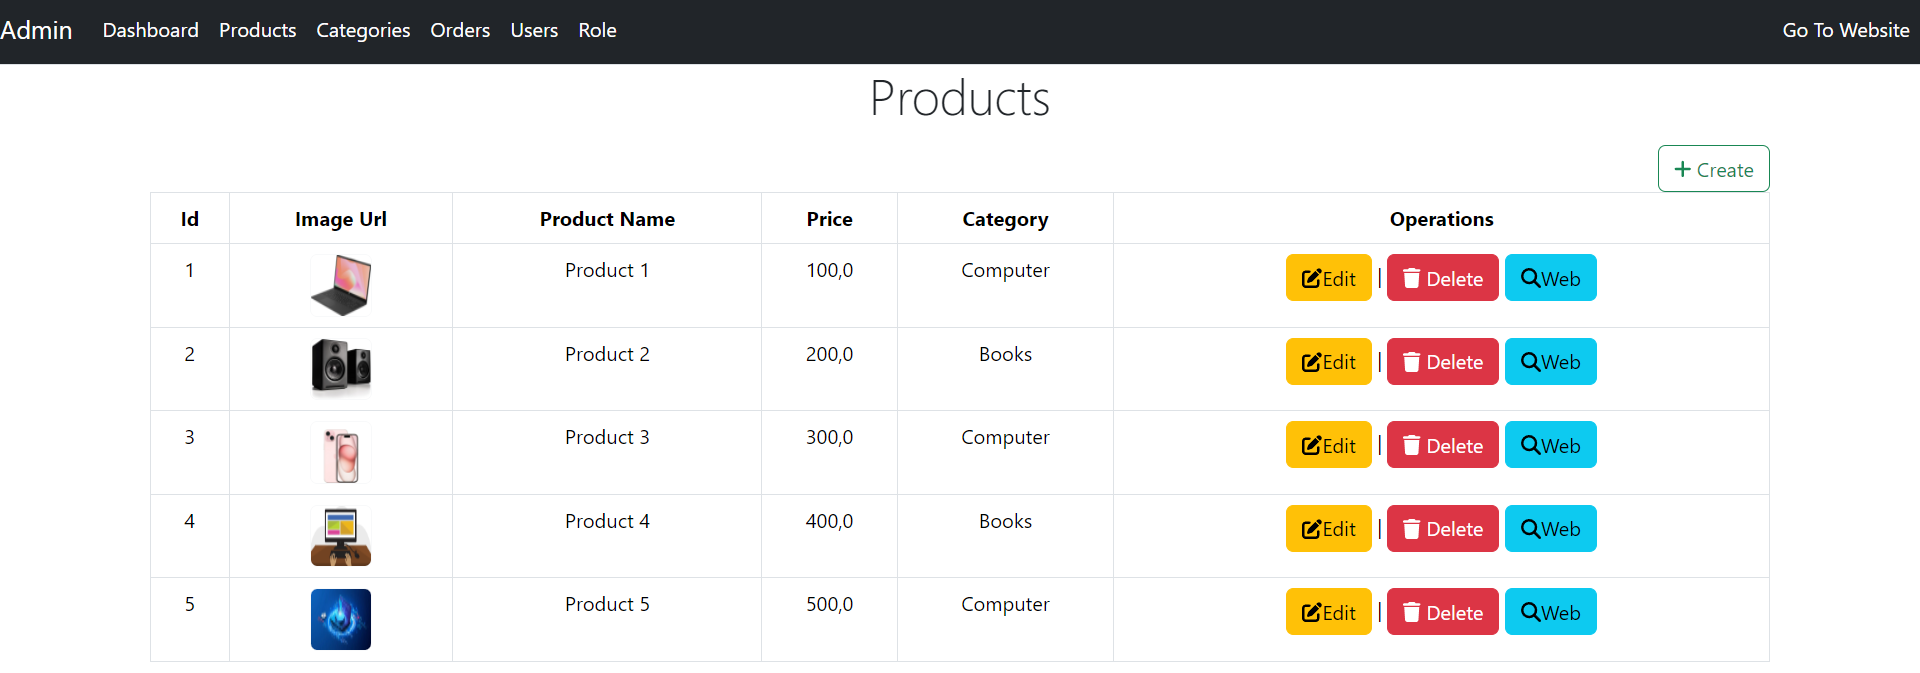 Admin Dashboard Products Categories Orders Users Role Go To Website
Products
Create
Id Image Url Product Name Price Category Operations
1 Product 1 100,0 Computer Edit | Delete Web
2 Product 2 200,0 Books Edit | Delete Web
3 Product 3 300,0 Computer Edit | Delete Web
4 Product 4 400,0 Books Edit | Delete Web
5 Product 5 500,0 Computer Edit | Delete Web